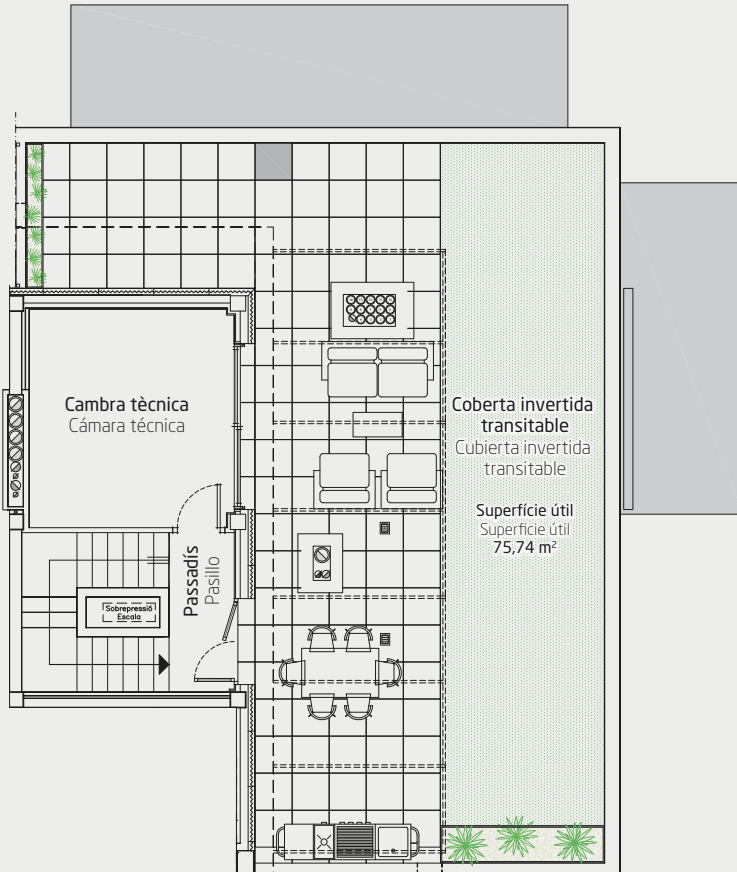 Cambra tècnica
Cámara técnica
Coberta invertida
transitable
Cubierta invertida
transitable
Superfície útil
Superficie útil
75,74 m²
Passadís
Pasillo
Sobrepressió
Escala